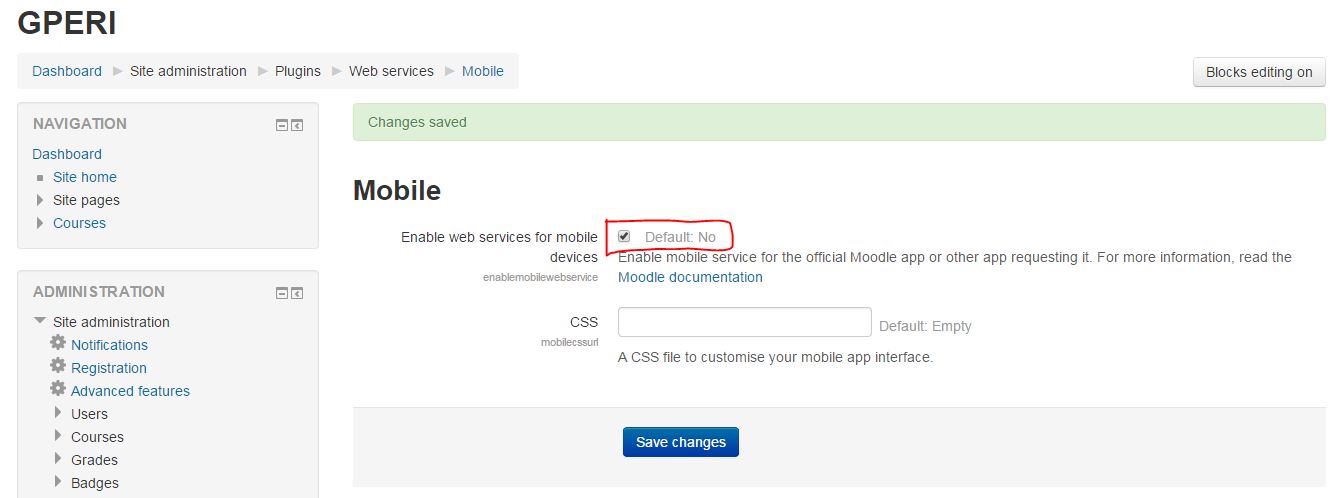 GPERI
Dashboard Site administration Plugins Web services Mobile
Blocks editing on
NAVIGATION
Dashboard
Site home
Site pages
Courses
ADMINISTRATION
Site administration
Notifications
Registration
Advanced features
Users
Courses
Grades
Badges
Changes saved
Mobile
Enable web services for mobile
devices
enablemobilewebservice
Default: No
Enable mobile service for the official Moodle app or other app requesting it. For more information, read the
Moodle documentation
CSS
mobilecssurl
Default: Empty
A CSS file to customise your mobile app interface.
Save changes